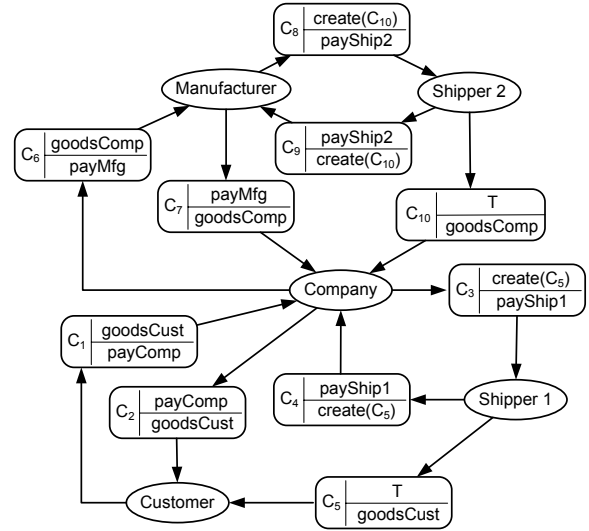 C8 create(C10)
payShip2
Manufacturer
Shipper 2
C6 goodsComp
payMfg
C9 payShip2
create(C10)
C7 payMfg
goodsComp
C10 T
goodsComp
Company
C3 create(C5)
payShip1
C1 goodsCust
payComp
C2 payComp
goodsCust
C4 payShip1
create(C5)
Shipper 1
Customer
C5 T
goodsCust